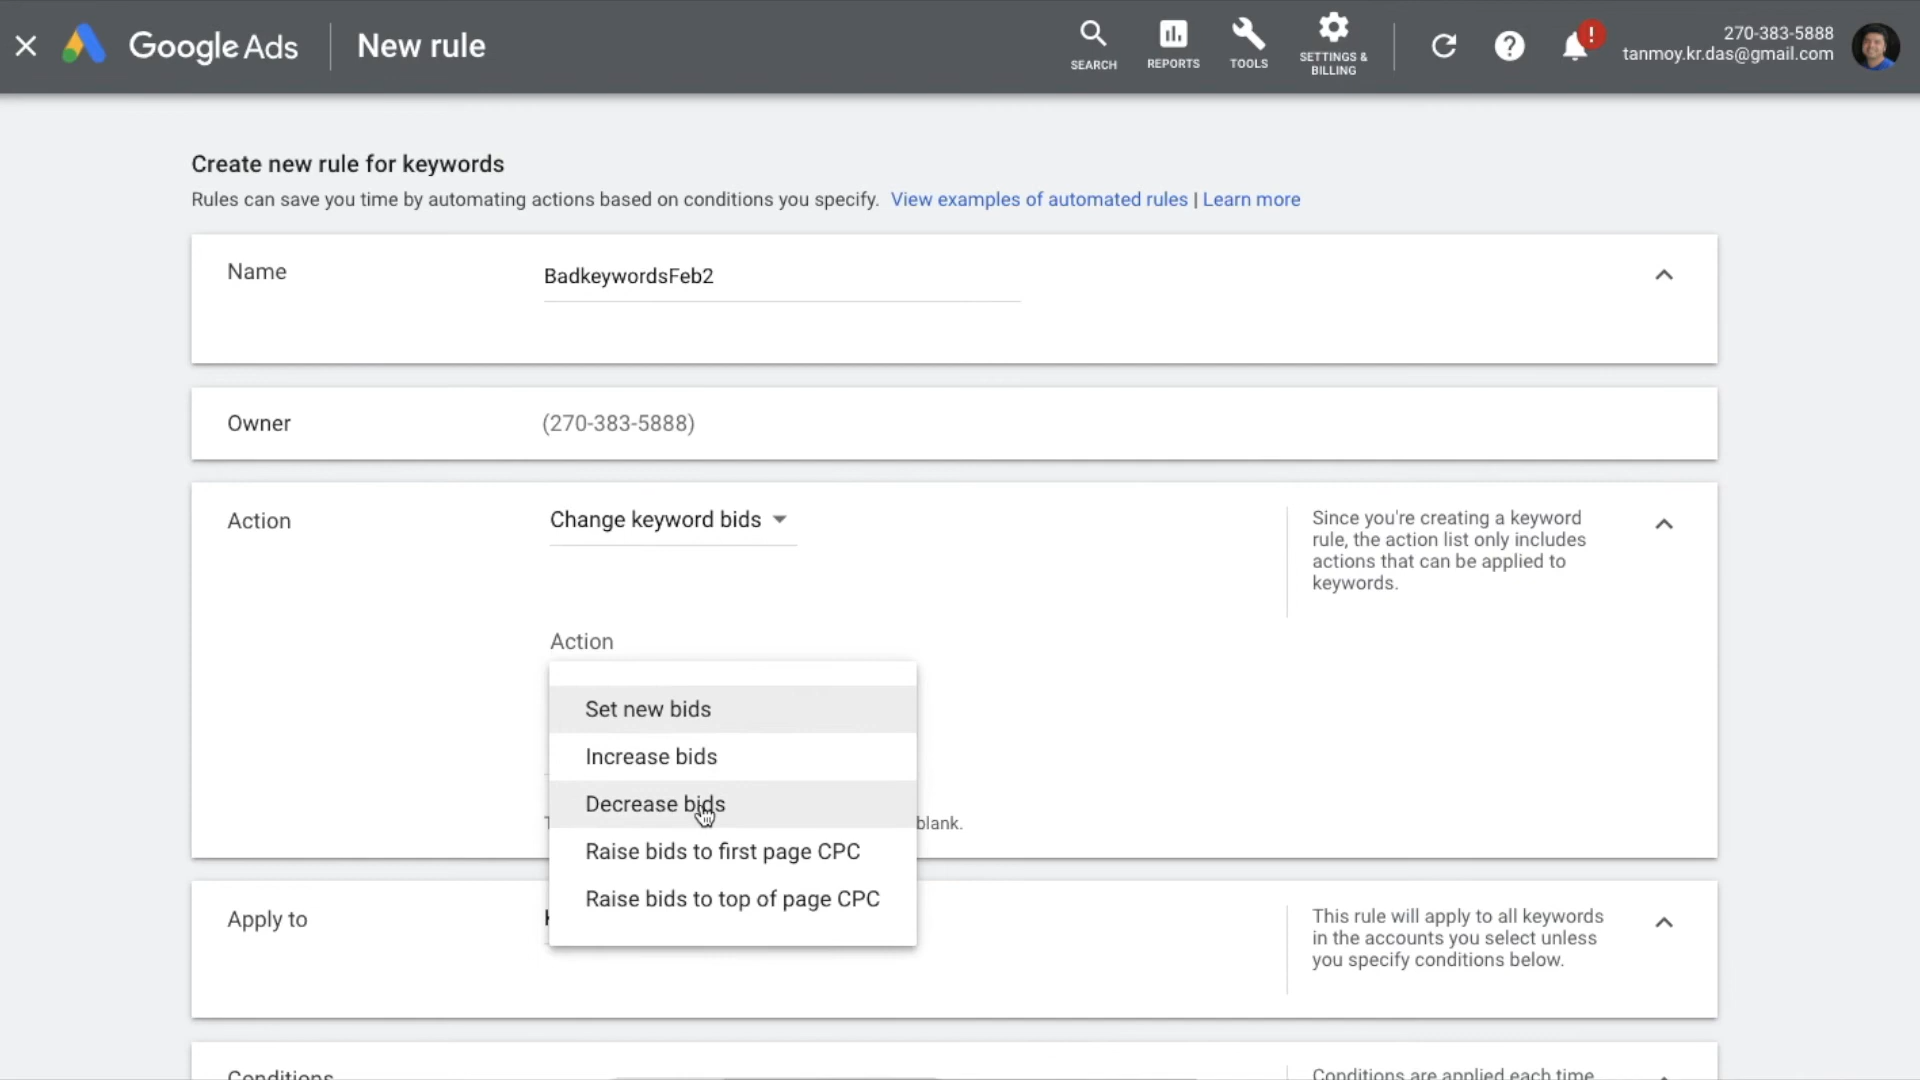 Google Ads
New rule
SEARCH
REPORTS
TOOLS
SETTINGS &
BILLING
!
270-383-5888
tanmoy.kr.das@gmail.com
Create new rule for keywords
Rules can save you time by automating actions based on conditions you specify. View examples of automated rules | Learn more
Name
BadkeywordsFeb2
Owner
(270-383-5888)
Action
Change keyword bids
Since you're creating a keyword
rule, the action list only includes
actions that can be applied to
keywords.
Action
Set new bids
Increase bids
Decrease bids
Raise bids to first page CPC
Raise bids to top of page CPC
blank.
Apply to
This rule will apply to all keywords
in the accounts you select unless
you specify conditions below.
Conditions
Conditions are applied each time